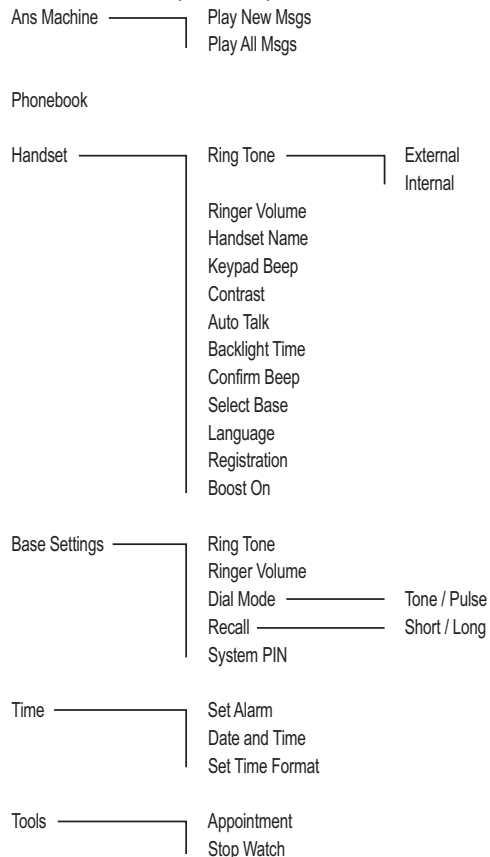 Ans Machine Play New Msgs
Play All Msgs
Phonebook
Handset Ring Tone External
Internal
Ringer Volume
Handset Name
Keypad Beep
Contrast
Auto Talk
Backlight Time
Confirm Beep
Select Base
Language
Registration
Boost On
Base Settings Ring Tone
Ringer Volume
Dial Mode Tone / Pulse
Recall Short / Long
System PIN
Time Set Alarm
Date and Time
Set Time Format
Tools Appointment
Stop Watch